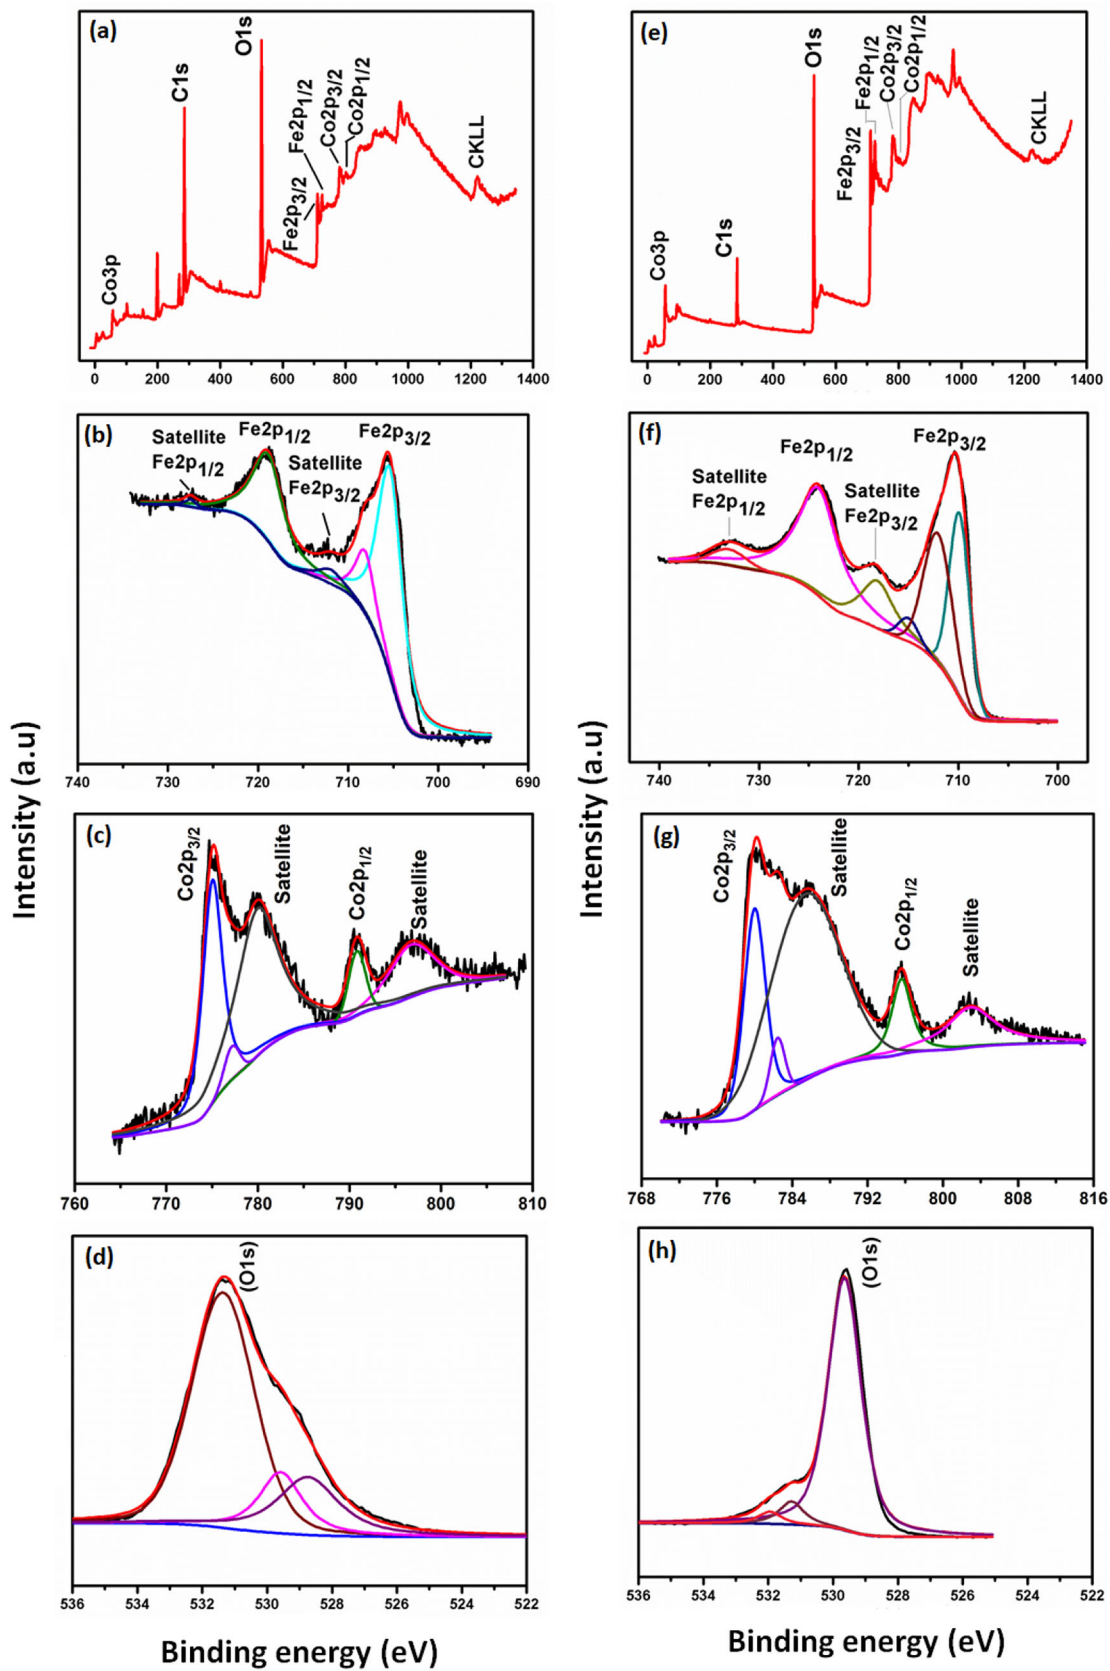 (a)
O1s
C1s
Co3p
Fe2p3/2
Fe2p1/2
Co2p3/2
Co2p1/2
CKLL
0 200 400 600 800 1000 1200 1400
(e)
O1s
C1s
Co3p
Fe2p3/2
Fe2p1/2
Co2p3/2
Co2p1/2
CKLL
0 200 400 600 800 1000 1200 1400
(b)
Satellite
Fe2p1/2
Fe2p1/2
Satellite
Fe2p3/2
Fe2p3/2
740 730 720 710 700 690
(f)
Satellite
Fe2p1/2
Fe2p1/2
Satellite
Fe2p3/2
Fe2p3/2
740 730 720 710 700
Intensity (a.u)
Intensity (a.u)
(c)
Co2p3/2
Satellite
Co2p1/2
Satellite
760 770 780 790 800 810
(g)
Co2p3/2
Satellite
Co2p1/2
Satellite
768 776 784 792 800 808 816
(d)
(O1s)
536 534 532 530 528 526 524 522
Binding energy (eV)
(h)
(O1s)
536 534 532 530 528 526 524 522
Binding energy (eV)